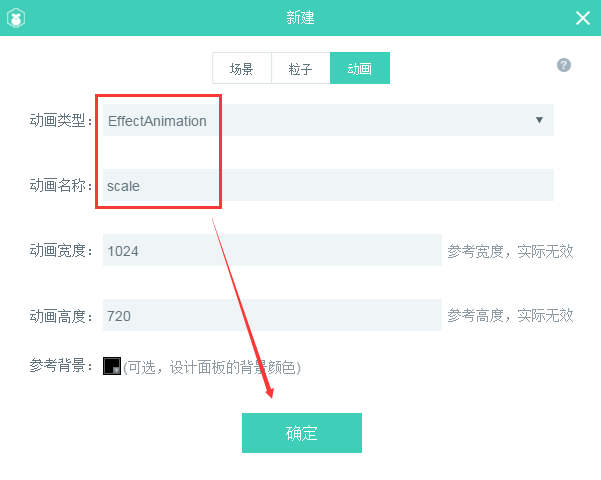 新建
场景 粒子 动画
?
动画类型： EffectAnimation
动画名称： scale
动画宽度： 1024 参考宽度，实际无效
动画高度： 720 参考高度，实际无效
参考背景： (可选，设计面板的背景颜色)
确定